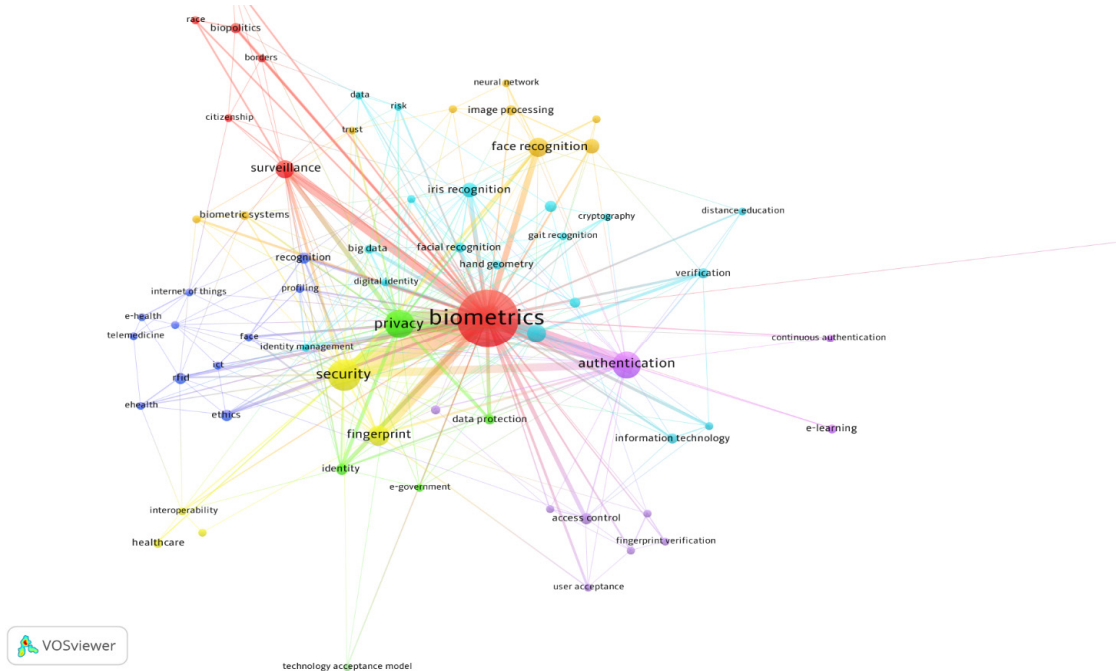 race
biopolitics
borders
neural network
data
risk
image processing
citizenship
trust
face recognition
surveillance
iris recognition
biometric systems
cryptography
distance education
gait recognition
big data
facial recognition
recognition
hand geometry
verification
digital identity
internet of things
profiling
e-health
biometrics
privacy
telemedicine
face
continuous authentication
identity management
ict
authentication
security
rfid
ehealth
ethics
data protection
e-learning
fingerprint
information technology
identity
e-government
interoperability
access control
healthcare
fingerprint verification
user acceptance
VOSviewer
technology acceptance model